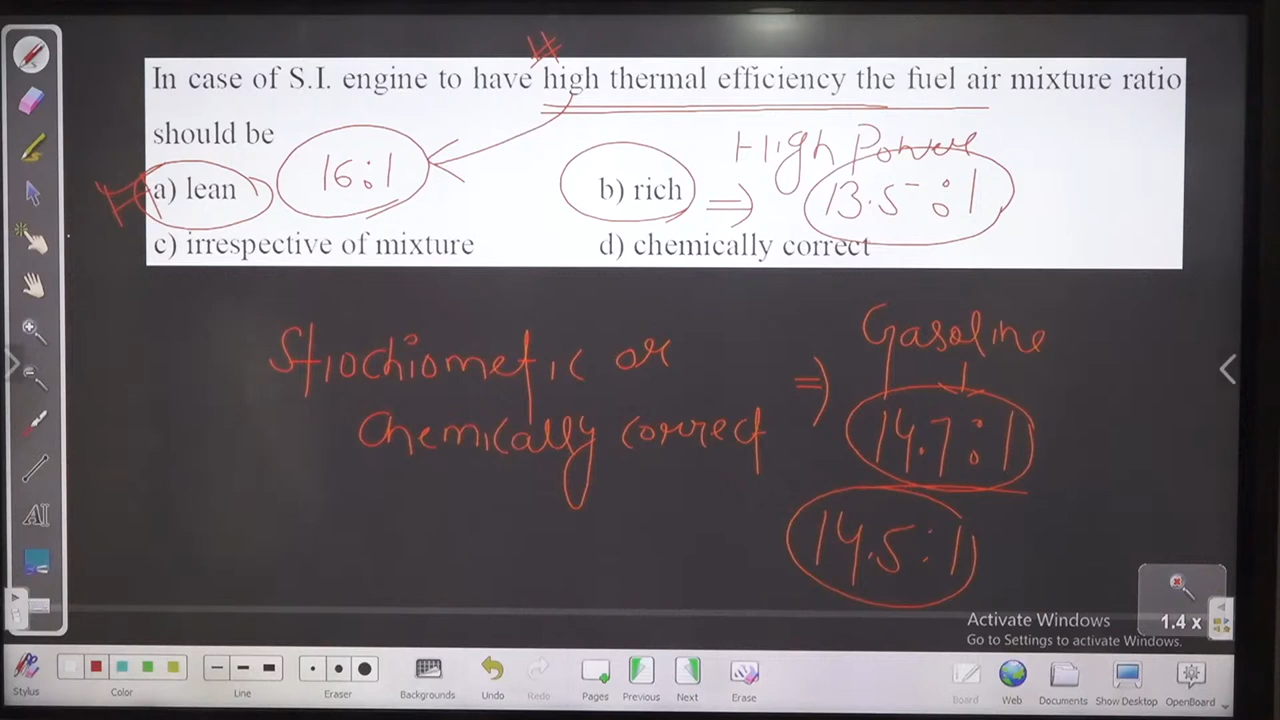 In case of S.I. engine to have high thermal efficiency the fuel air mixture ratio
should be
High Power
a) lean
16:1
b) rich
⇒
13.5:1
c) irrespective of mixture
d) chemically correct
Gasoline
Stiochiometic or
⇒
Chemically correct
14.7:1
14.5:1
Activate Windows
1.4 x
Go to Settings to activate Windows.
AI
Stylus
Color
Line
Eraser
Backgrounds
Undo
Redo
Pages
Previous
Next
Erase
Board
Web
Documents
Show Desktop
OpenBoard